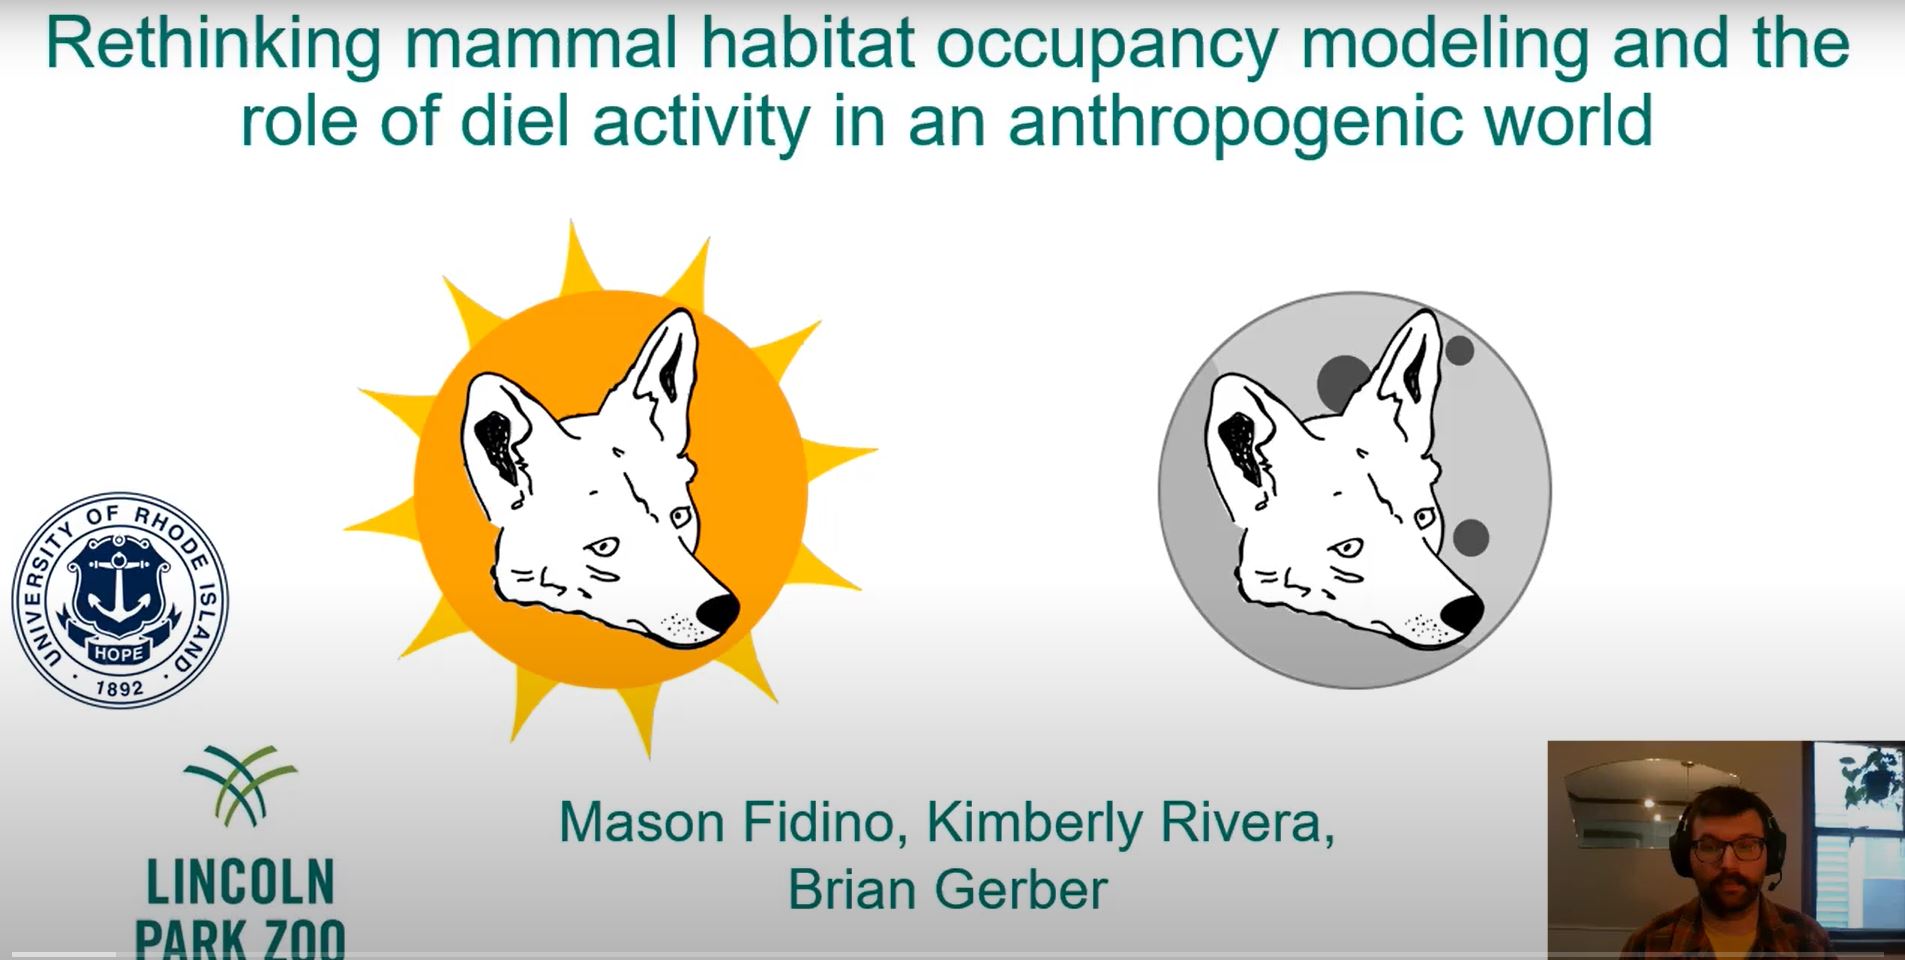 Rethinking mammal habitat occupancy modeling and the
role of diel activity in an anthropogenic world
UNIVERSITY OF RHODE ISLAND
HOPE
· 1892 ·
LINCOLN
PARK ZOO
Mason Fidino, Kimberly Rivera,
Brian Gerber